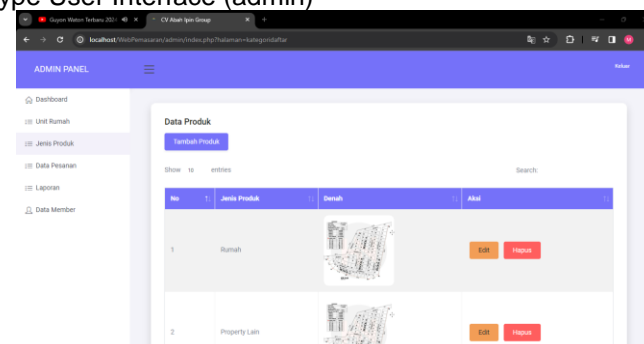 ype User Interface (admin)
Guyon Waton Terbaru 202
CV Abah Ipin Group
localhost/WebPemasaran/admin/index.php?halaman=kategoridaftar
ADMIN PANEL
Dashboard
Unit Rumah
Jenis Produk
Data Pesanan
Laporan
Data Member
Data Produk
Tambah Produk
Show 10 entries
Search:
No Jenis Produk Denah Aksi
1 Rumah Edit Hapus
2 Property Lain Edit Hapus